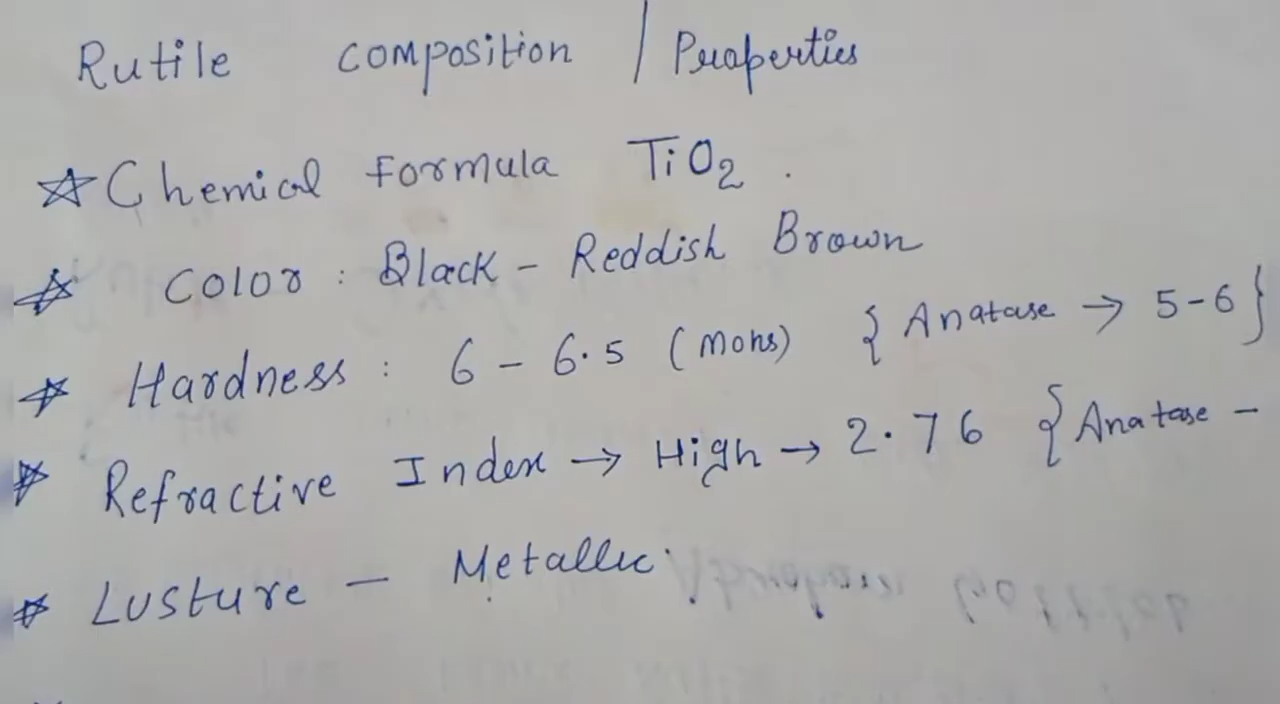 Rutile composition / Properties
☆ Chemical Formula TiO₂ .
☆ Color : Black - Reddish Brown
☆ Hardness : 6 - 6.5 (Mohs) { Anatase → 5-6 }
☆ Refractive Index → High → 2.76 { Anatase -
☆ Lusture - Metallic